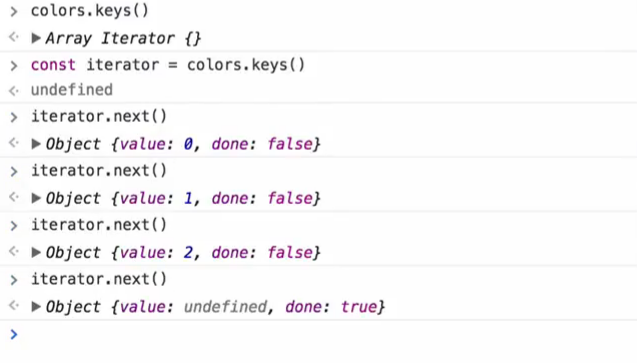 > colors.keys()
<· ▶Array Iterator {}
> const iterator = colors.keys()
<· undefined
> iterator.next()
<· ▶Object {value: 0, done: false}
> iterator.next()
<· ▶Object {value: 1, done: false}
> iterator.next()
<· ▶Object {value: 2, done: false}
> iterator.next()
<· ▶Object {value: undefined, done: true}
>